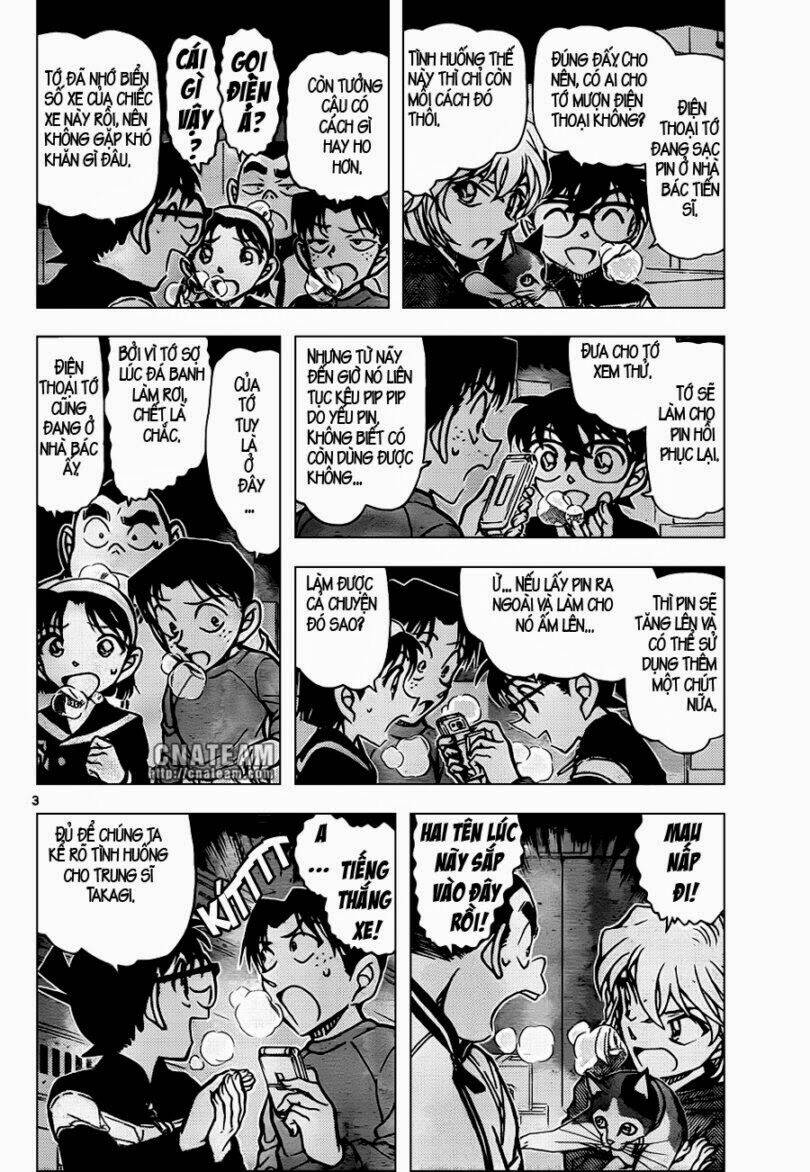 TỚ ĐÃ NHỚ BIỂN
SỐ XE CỦA CHIẾC
XE NÀY RỒI, NÊN
KHÔNG GẶP KHÓ
KHĂN GÌ ĐÂU.
CÁI
GÌ
VẬY
?
GỌI
ĐIỆN
À?
CÒN TƯỞNG
CẬU CÓ
CÁCH GÌ
HAY HO
HƠN.
TÌNH HUỐNG THẾ
NÀY THÌ CHỈ CÒN
MỖI CÁCH ĐÓ
THÔI.
ĐÚNG ĐẤY. CHO
NÊN, CÓ AI CHO
TỚ MƯỢN ĐIỆN
THOẠI KHÔNG?
ĐIỆN
THOẠI TỚ
ĐANG SẠC
PIN Ở NHÀ
BÁC TIẾN
SĨ.
ĐIỆN
THOẠI TỚ
CŨNG
ĐANG Ở
NHÀ BÁC
ẤY.
BỞI VÌ TỚ SỢ
LÚC ĐÁ BANH
LÀM RƠI,
CHẾT LÀ
CHẮC.
CỦA
TỚ
TUY
LÀ Ở
ĐÂY
...
NHƯNG TỪ NÃY
ĐẾN GIỜ NÓ LIÊN
TỤC KÊU PIP PIP
DO YẾU PIN,
KHÔNG BIẾT CÓ
CÒN DÙNG ĐƯỢC
KHÔNG...
ĐƯA CHO TỚ
XEM THỬ.
TỚ SẼ
LÀM CHO
PIN HỒI
PHỤC LẠI.
LÀM ĐƯỢC
CẢ CHUYỆN
ĐÓ SAO?
Ừ... NẾU LẤY PIN RA
NGOÀI VÀ LÀM CHO
NÓ ẤM LÊN...
THÌ PIN SẼ
TĂNG LÊN VÀ
CÓ THỂ SỬ
DỤNG THÊM
MỘT CHÚT
NỮA.
CNATEAM
http://cnateam.com
3
ĐỦ ĐỂ CHÚNG TA
KỂ RÕ TÌNH HUỐNG
CHO TRUNG SĨ
TAKAGI.
KÍTTTT
A
...
TIẾNG
THẮNG
XE!
HAI TÊN LÚC
NÃY SẮP
VÀO ĐÂY
RỒI!
MAU
NẤP
ĐI!